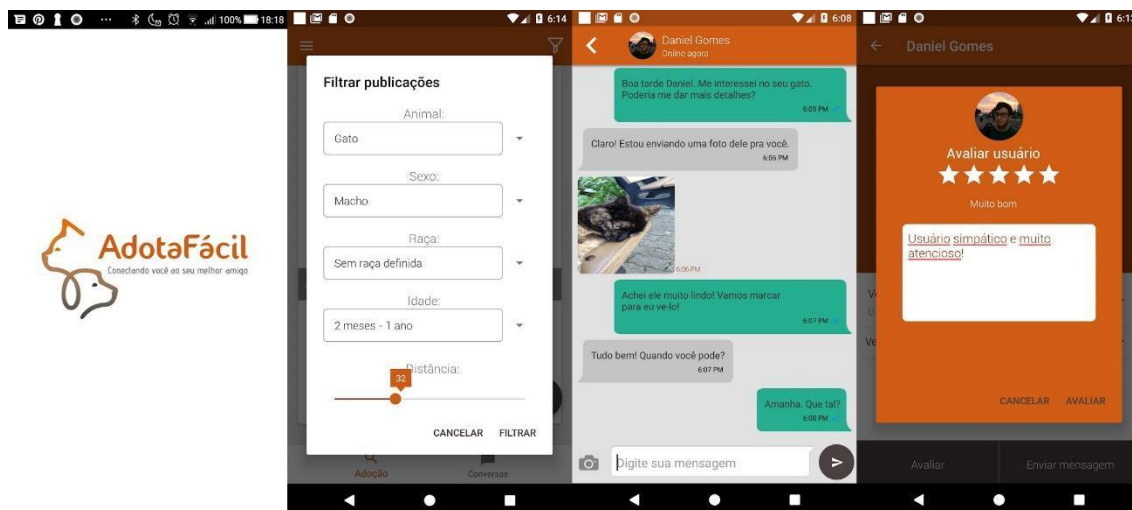 100% 18:18
AdotaFácil
Conectando você ao seu melhor amigo
6:14
Filtrar publicações
Animal:
Gato
Sexo:
Macho
Raça:
Sem raça definida
Idade:
2 meses - 1 ano
Distância:
32
CANCELAR FILTRAR
Adoção Conversas
6:08
Daniel Gomes
Online agora
Boa tarde Daniel. Me interessei no seu gato.
Poderia me dar mais detalhes?
6:05 PM
Claro! Estou enviando uma foto dele pra você.
6:06 PM
6:06 PM
Achei ele muito lindo! Vamos marcar
para eu ve-lo!
6:07 PM
Tudo bem! Quando você pode?
6:07 PM
Amanha. Que tal?
6:08 PM
Digite sua mensagem
Daniel Gomes
Avaliar usuário
Muito bom
Usuário simpático e muito
atencioso!
Ve
Ve
CANCELAR AVALIAR
Avaliar Enviar mensagem